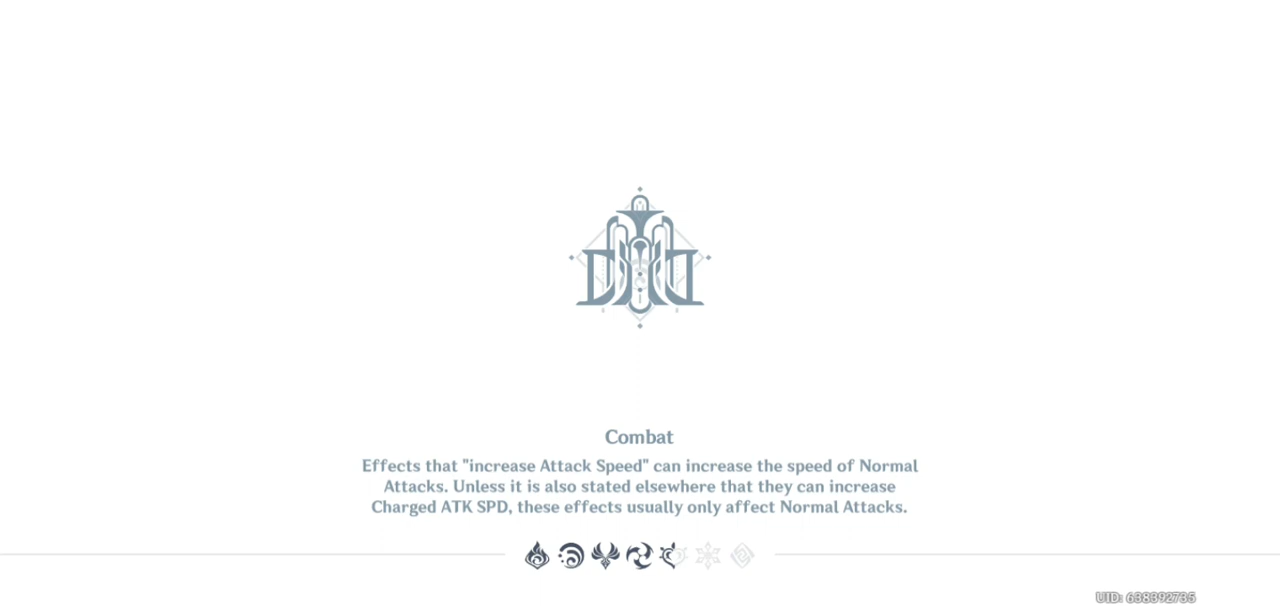 Combat
Effects that "increase Attack Speed" can increase the speed of Normal
Attacks. Unless it is also stated elsewhere that they can increase
Charged ATK SPD, these effects usually only affect Normal Attacks.
UID: 638392735